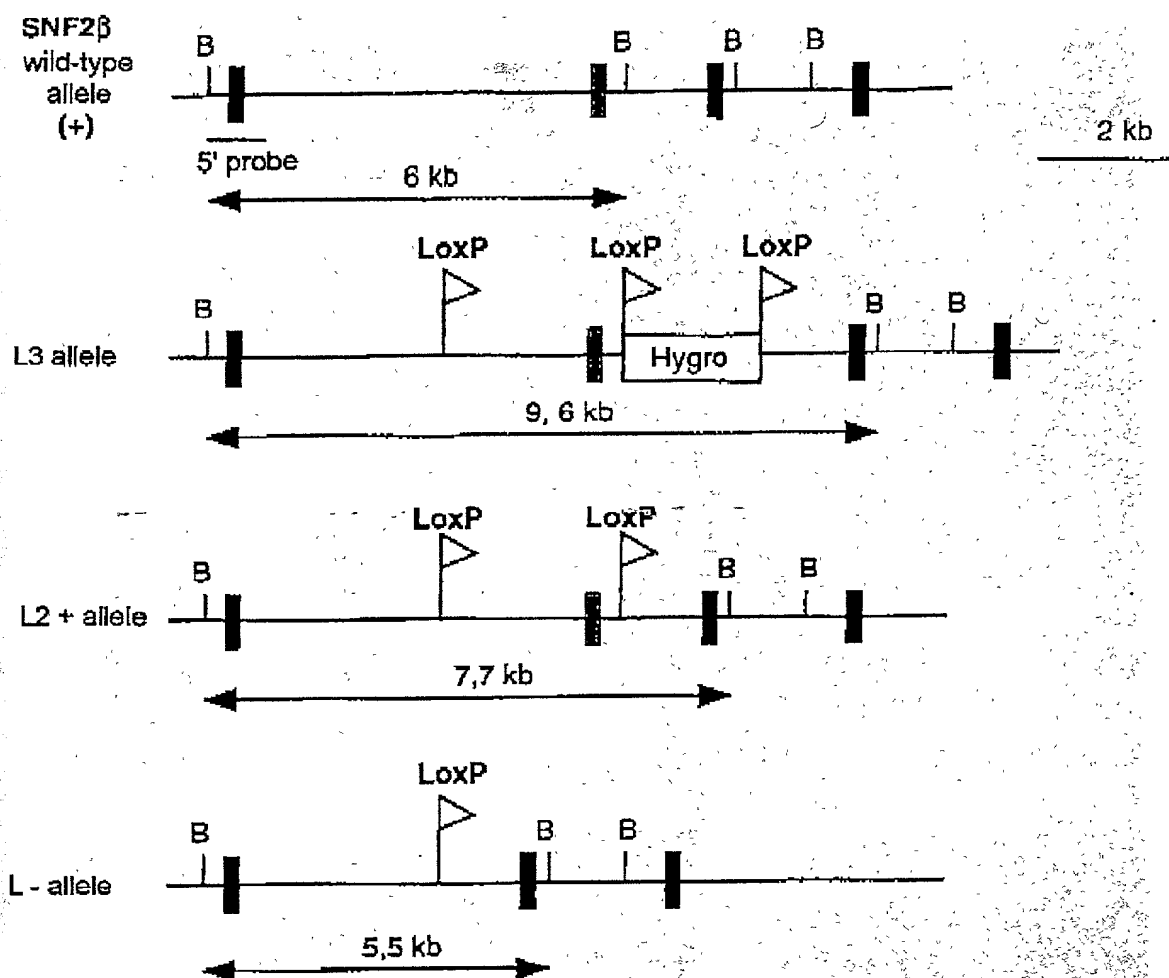 SNF2β
wild-type
allele
(+)
B
B
B
B
5' probe
6 kb
2 kb
LoxP
LoxP
LoxP
L3 allele
B
Hygro
B
B
9, 6 kb
LoxP
LoxP
L2 + allele
B
B
B
7,7 kb
LoxP
L - allele
B
B
B
5,5 kb